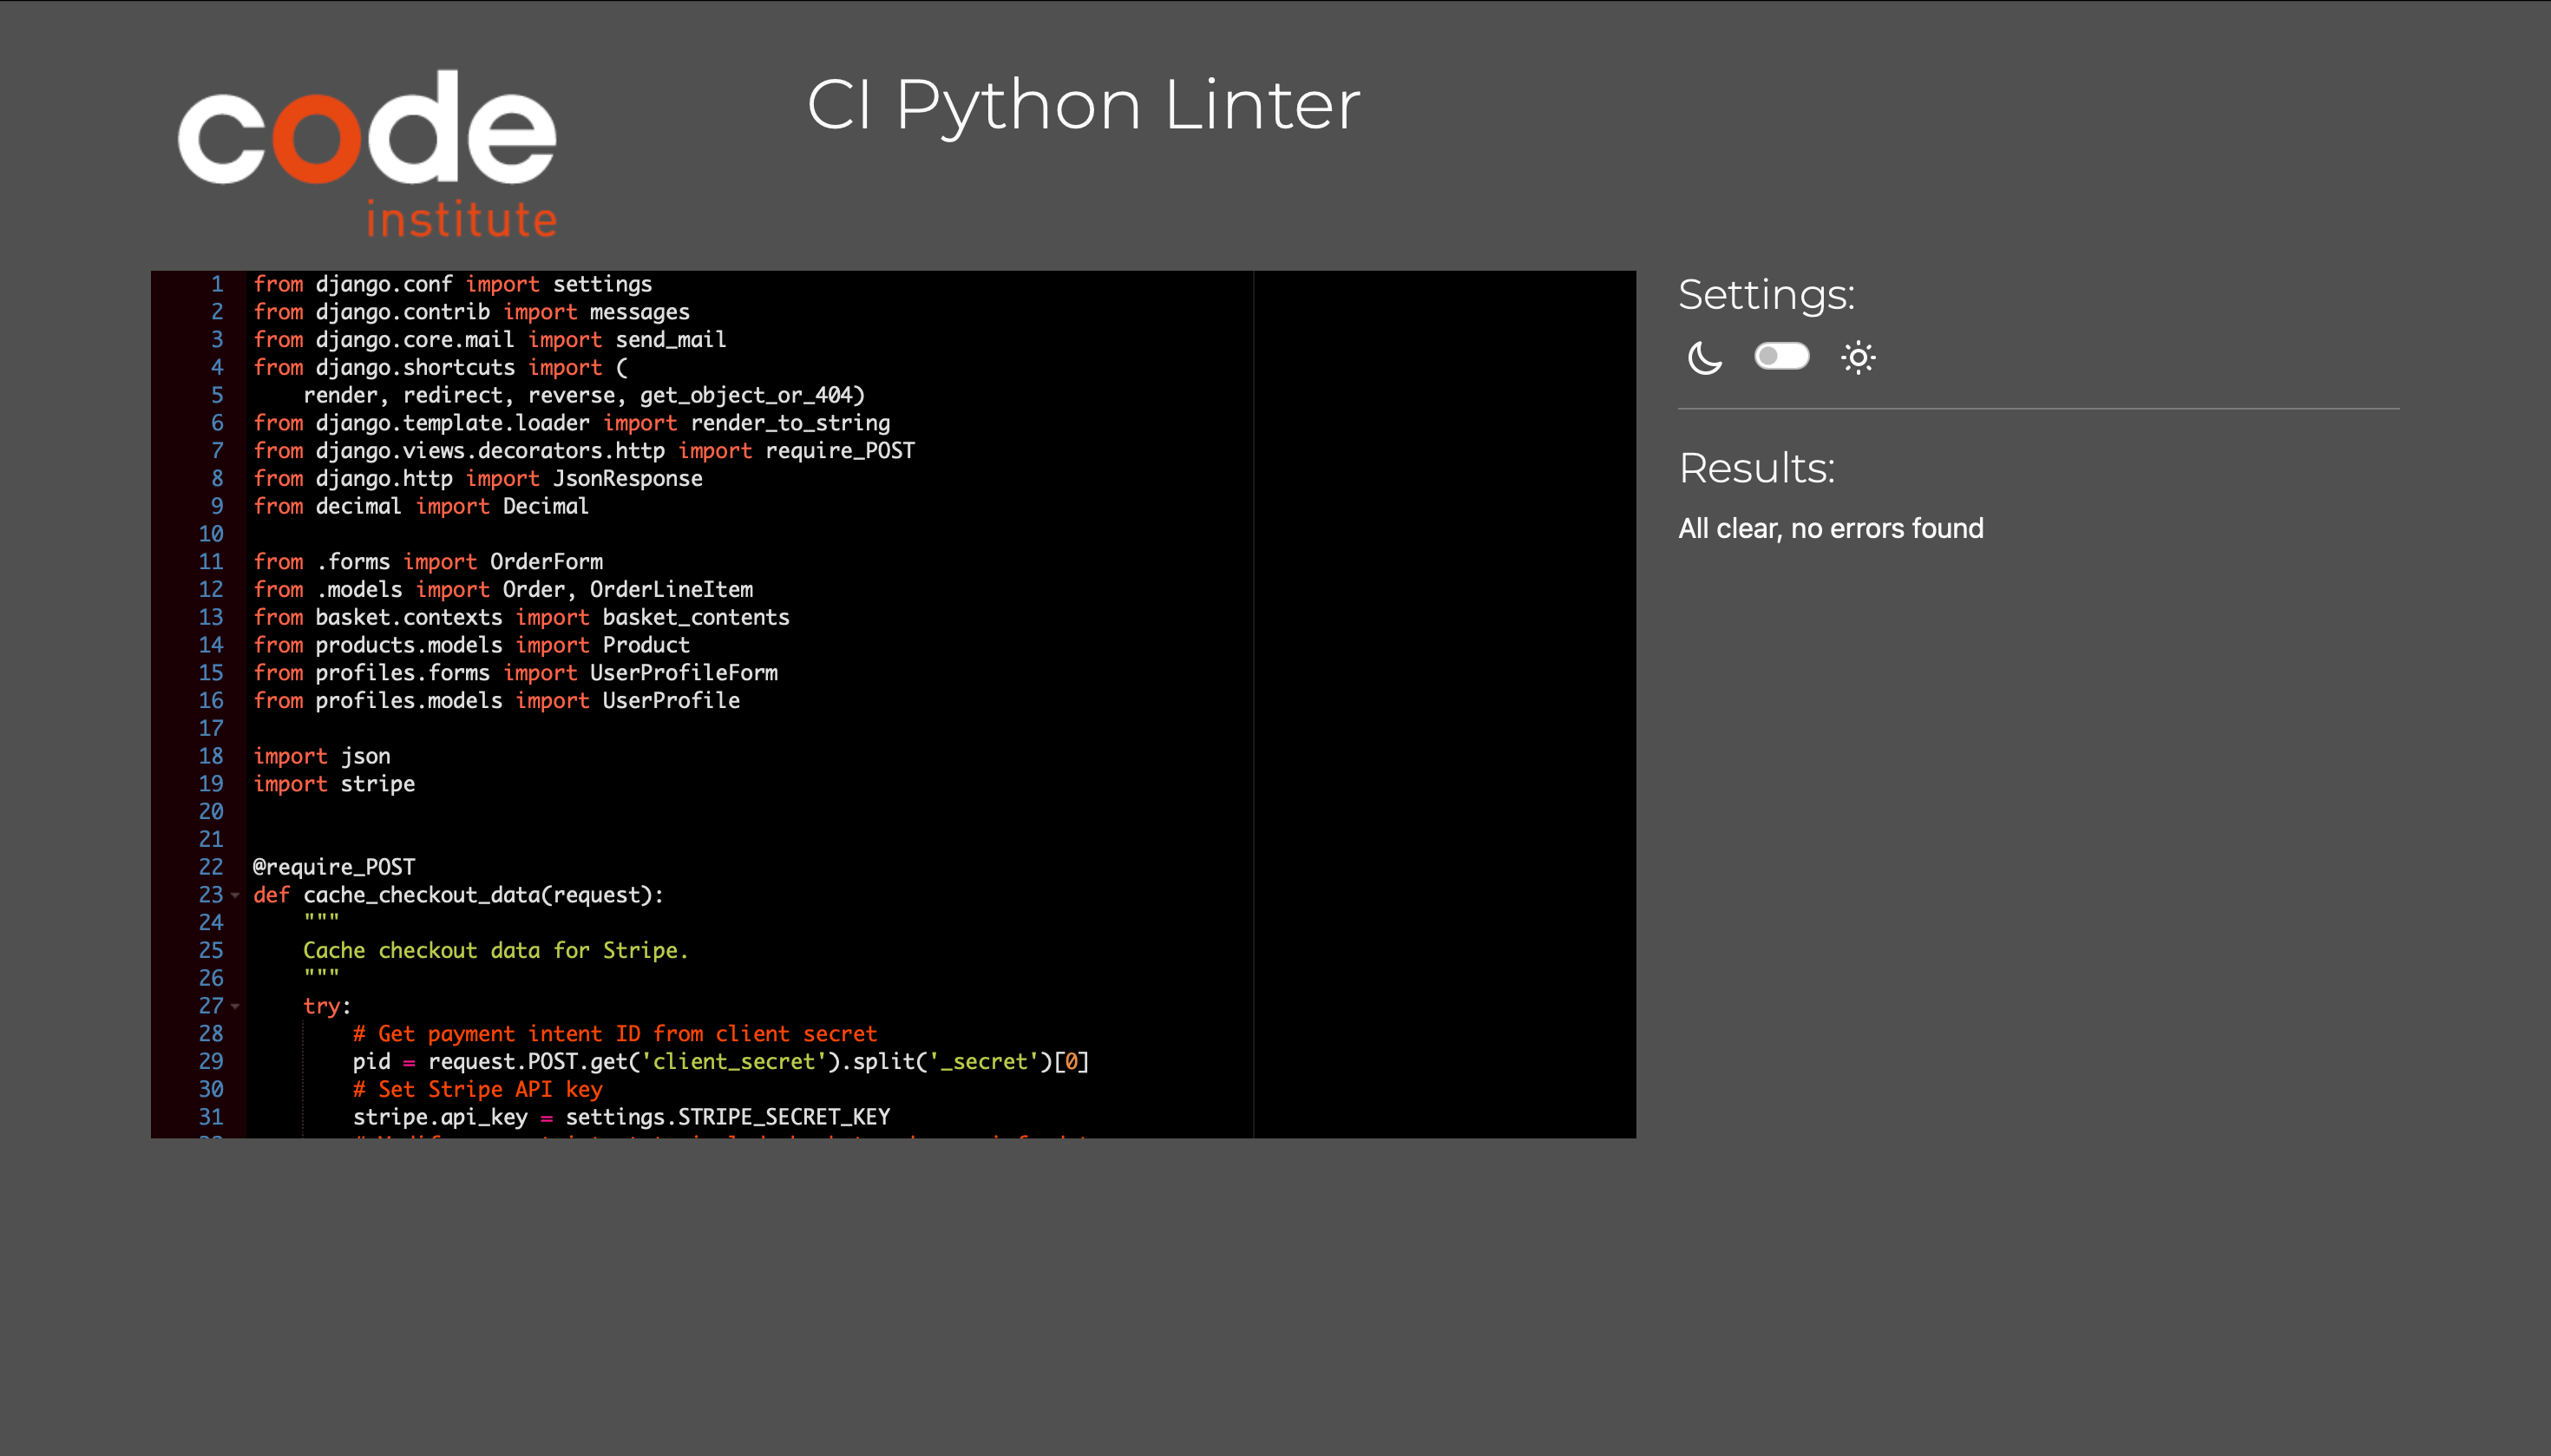 code
institute
CI Python Linter
1 from django.conf import settings
2 from django.contrib import messages
3 from django.core.mail import send_mail
4 from django.shortcuts import (
5     render, redirect, reverse, get_object_or_404)
6 from django.template.loader import render_to_string
7 from django.views.decorators.http import require_POST
8 from django.http import JsonResponse
9 from decimal import Decimal
10
11 from .forms import OrderForm
12 from .models import Order, OrderLineItem
13 from basket.contexts import basket_contents
14 from products.models import Product
15 from profiles.forms import UserProfileForm
16 from profiles.models import UserProfile
17
18 import json
19 import stripe
20
21
22 @require_POST
23 def cache_checkout_data(request):
24     """
25     Cache checkout data for Stripe.
26     """
27     try:
28         # Get payment intent ID from client secret
29         pid = request.POST.get('client_secret').split('_secret')[0]
30         # Set Stripe API key
31         stripe.api_key = settings.STRIPE_SECRET_KEY
Settings:
Results:
All clear, no errors found